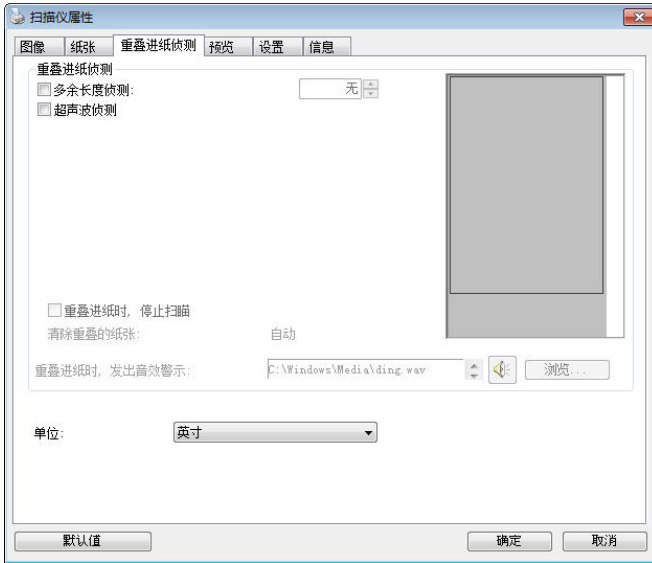 扫描仪属性
图像 纸张 重叠进纸侦测 预览 设置 信息
重叠进纸侦测
多余长度侦测: 无
超声波侦测
重叠进纸时, 停止扫瞄
清除重叠的纸张: 自动
重叠进纸时, 发出音效警示: C:\Windows\Media\ding.wav 浏览...
单位: 英寸
默认值 确定 取消